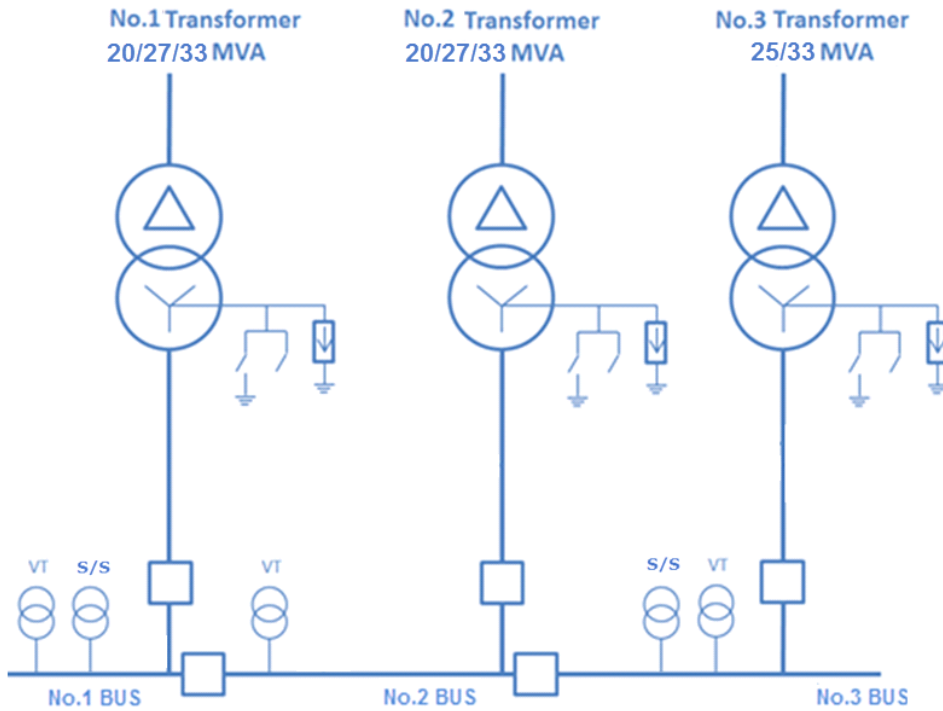 No.1 Transformer
20/27/33 MVA
No.2 Transformer
20/27/33 MVA
No.3 Transformer
25/33 MVA
VT
S/S
VT
S/S
VT
No.1 BUS
No.2 BUS
No.3 BUS